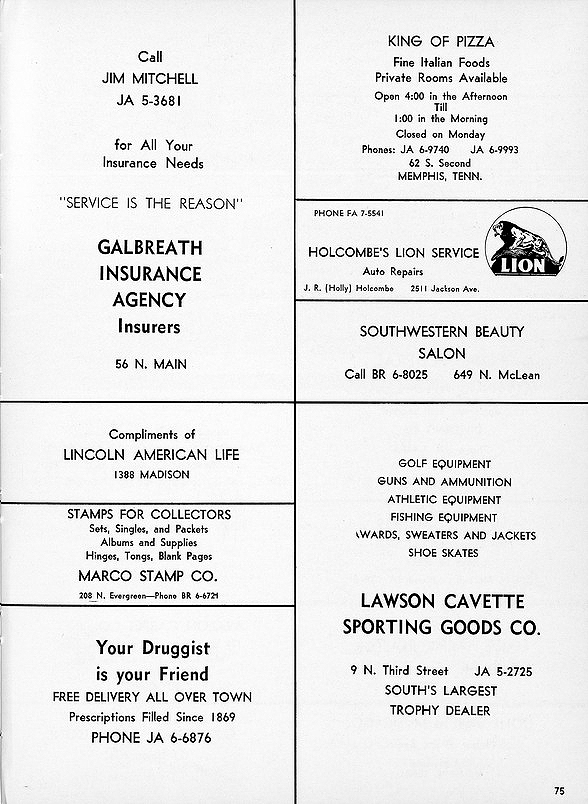 Call
JIM MITCHELL
JA 5-3681
for All Your
Insurance Needs
"SERVICE IS THE REASON"
GALBREATH
INSURANCE
AGENCY
Insurers
56 N. MAIN
Compliments of
LINCOLN AMERICAN LIFE
1388 MADISON
STAMPS FOR COLLECTORS
Sets, Singles, and Packets
Albums and Supplies
Hinges, Tongs, Blank Pages
MARCO STAMP CO.
208 N. Evergreen—Phone BR 6-6721
Your Druggist
is your Friend
FREE DELIVERY ALL OVER TOWN
Prescriptions Filled Since 1869
PHONE JA 6-6876
KING OF PIZZA
Fine Italian Foods
Private Rooms Available
Open 4:00 in the Afternoon
Till
1:00 in the Morning
Closed on Monday
Phones: JA 6-9740 JA 6-9993
62 S. Second
MEMPHIS, TENN.
PHONE FA 7-5541
HOLCOMBE'S LION SERVICE
Auto Repairs
J. R. (Holly) Holcombe 2511 Jackson Ave.
LION
SOUTHWESTERN BEAUTY
SALON
Call BR 6-8025 649 N. McLean
GOLF EQUIPMENT
GUNS AND AMMUNITION
ATHLETIC EQUIPMENT
FISHING EQUIPMENT
AWARDS, SWEATERS AND JACKETS
SHOE SKATES
LAWSON CAVETTE
SPORTING GOODS CO.
9 N. Third Street JA 5-2725
SOUTH'S LARGEST
TROPHY DEALER
75